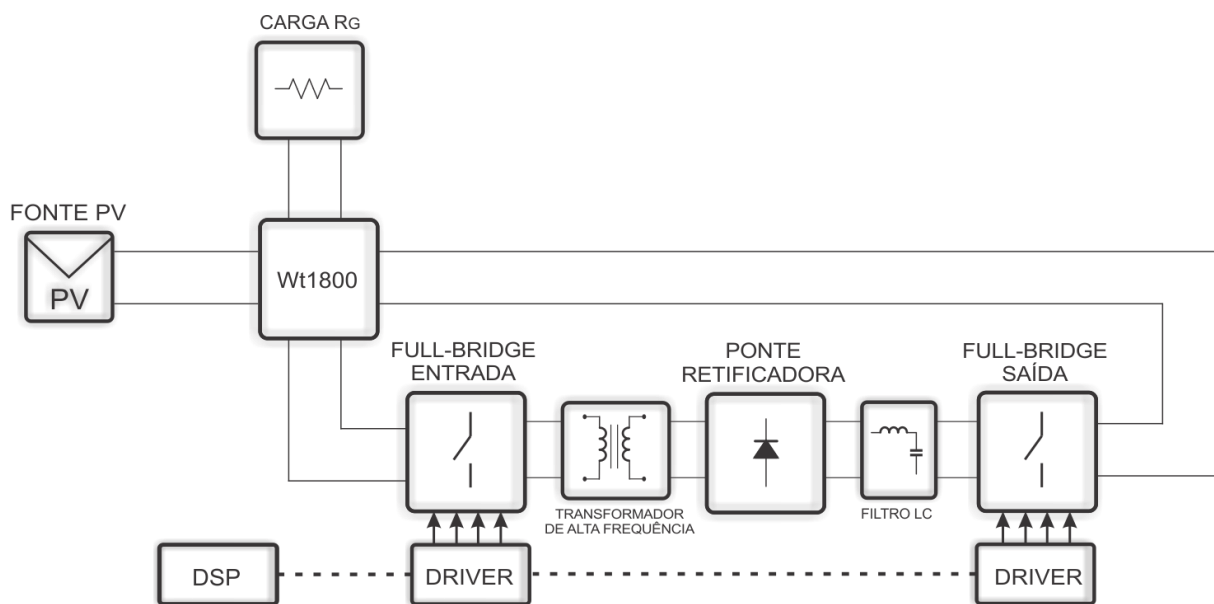 CARGA RG
FONTE PV
PV
Wt1800
FULL-BRIDGE
ENTRADA
PONTE
RETIFICADORA
FULL-BRIDGE
SAÍDA
TRANSFORMADOR
DE ALTA FREQUÊNCIA
FILTRO LC
DSP
DRIVER
DRIVER